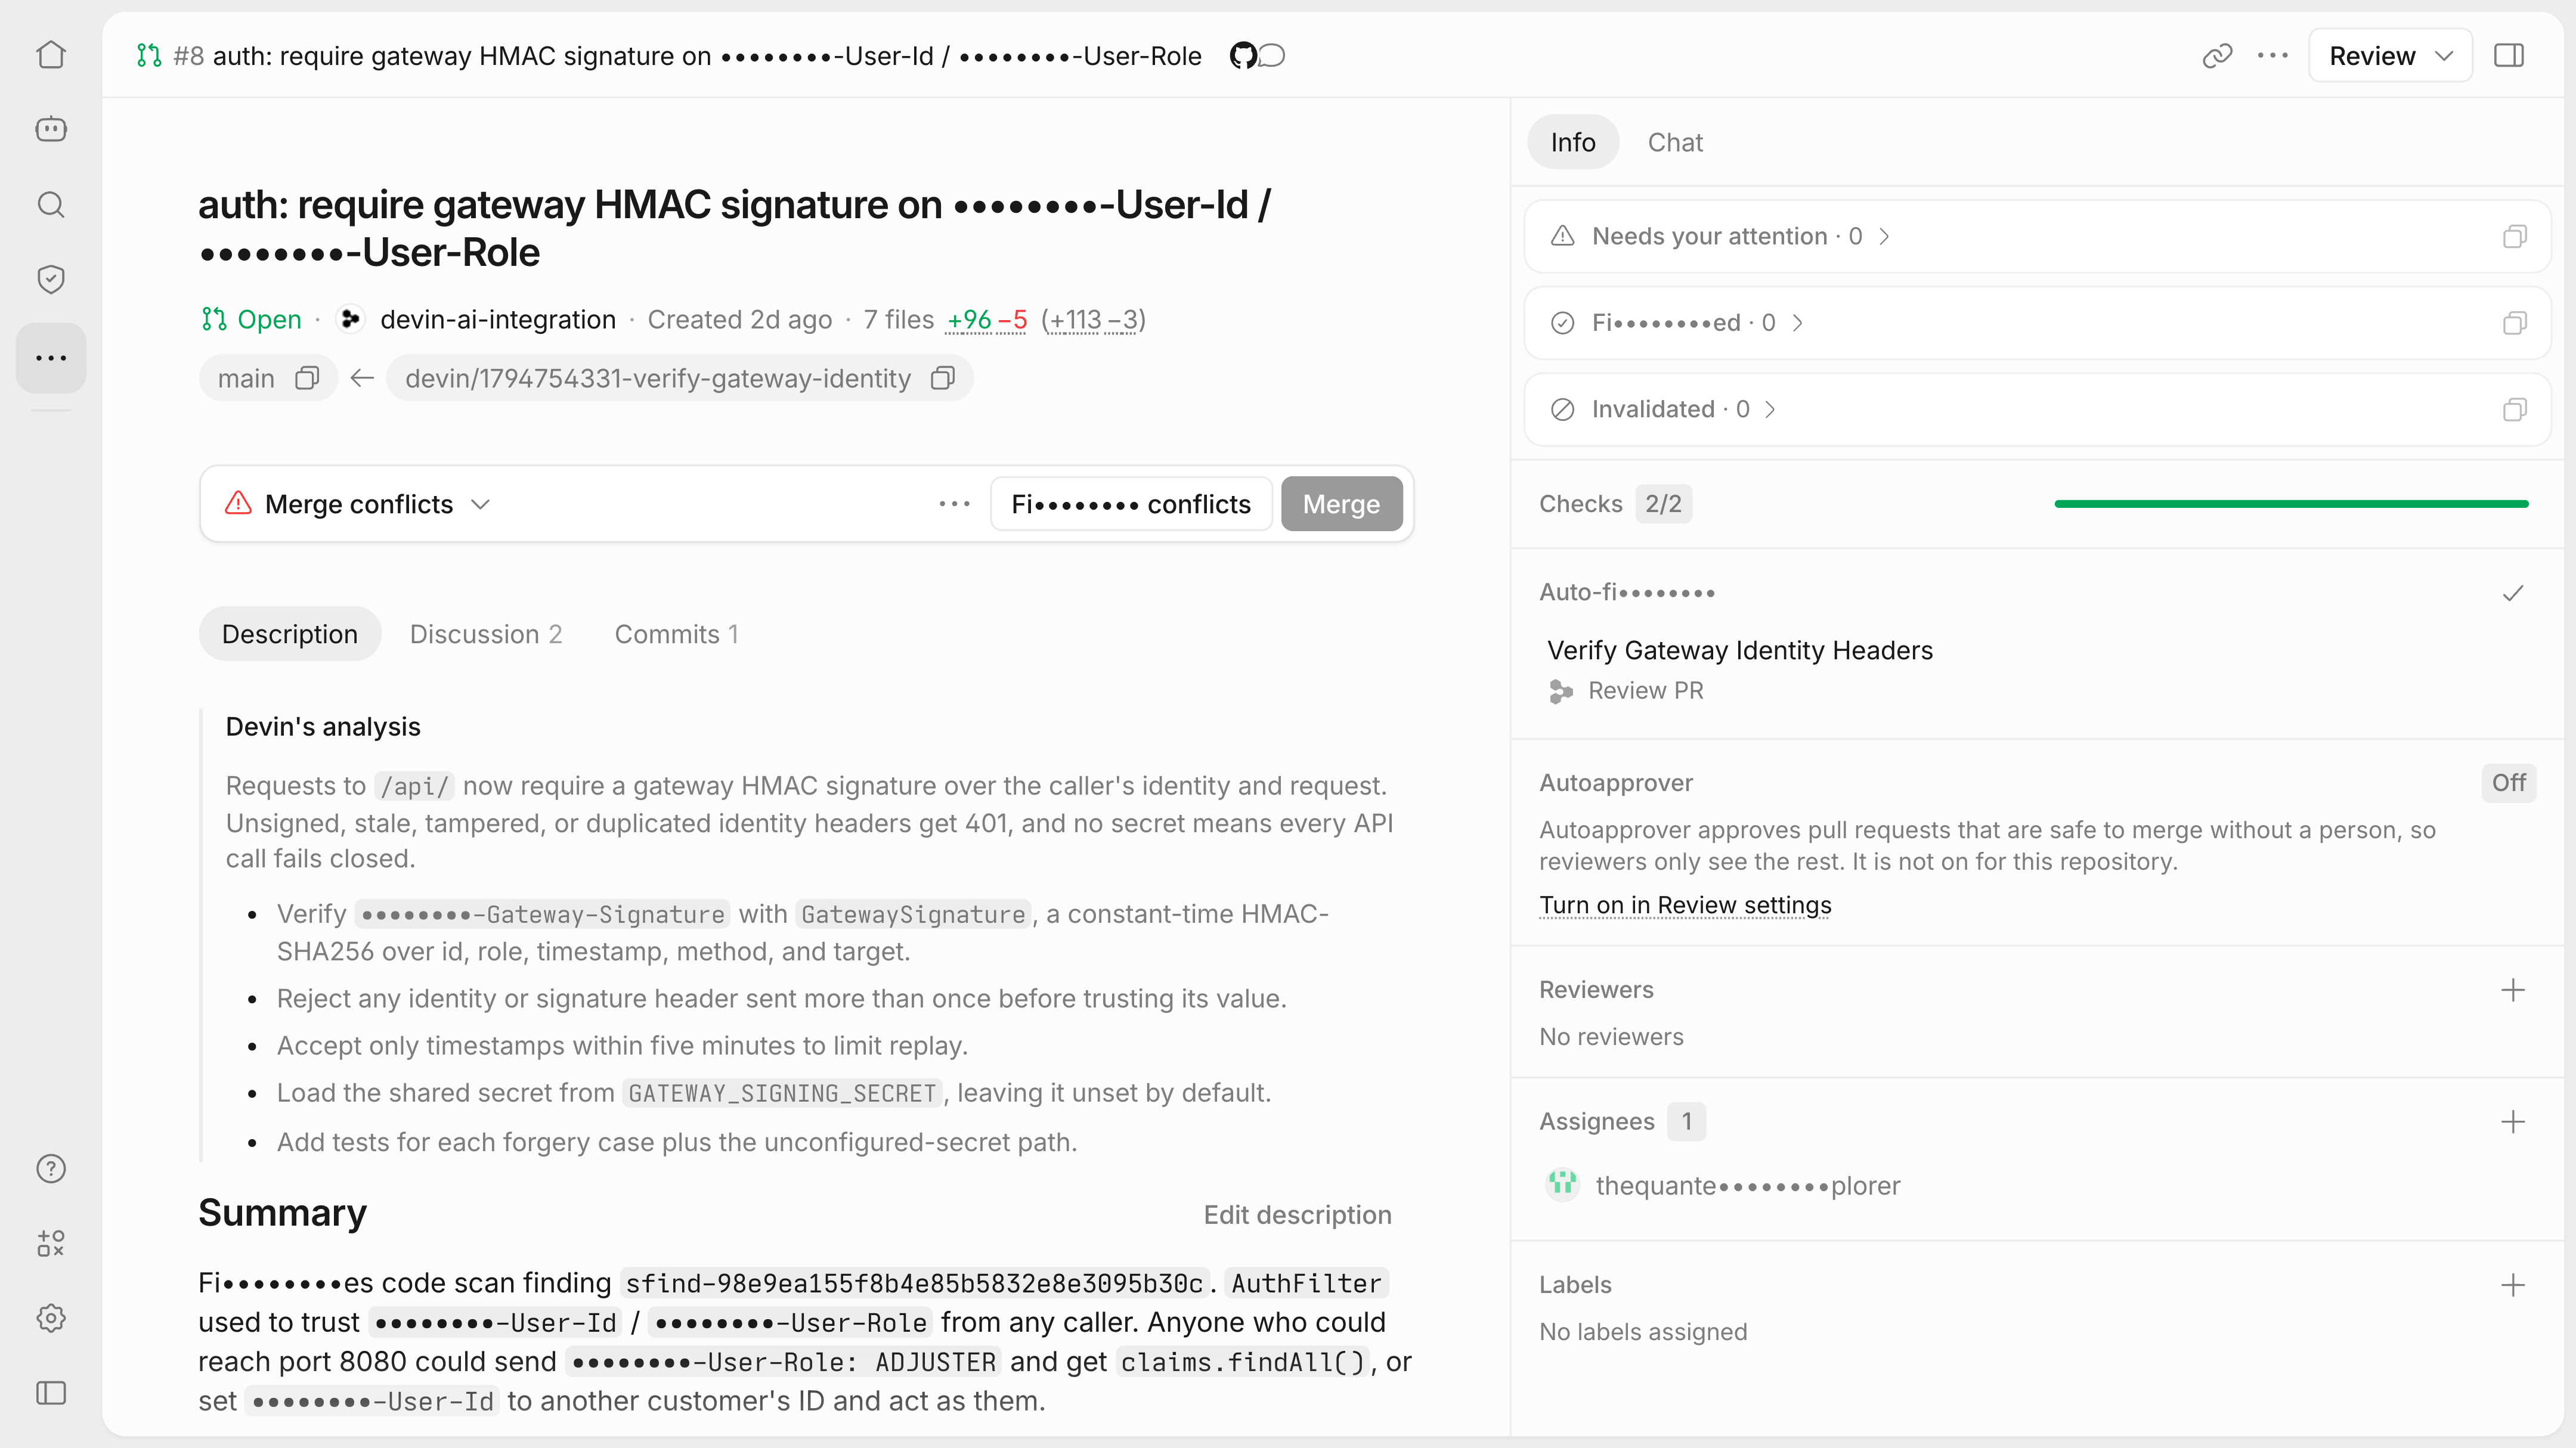 #8 auth: require gateway HMAC signature on ••••••••-User-Id / ••••••••-User-Role
Review
auth: require gateway HMAC signature on ••••••••-User-Id /
••••••••-User-Role
Open · devin-ai-integration · Created 2d ago · 7 files +96 −5 (+113 −3)
main ← devin/1794754331-verify-gateway-identity
Merge conflicts
Fi•••••••• conflicts
Merge
Description
Discussion 2
Commits 1
Devin's analysis
Requests to /api/ now require a gateway HMAC signature over the caller's identity and request.
Unsigned, stale, tampered, or duplicated identity headers get 401, and no secret means every API
call fails closed.
• Verify ••••••••-Gateway-Signature with GatewaySignature, a constant-time HMAC-
SHA256 over id, role, timestamp, method, and target.
• Reject any identity or signature header sent more than once before trusting its value.
• Accept only timestamps within five minutes to limit replay.
• Load the shared secret from GATEWAY_SIGNING_SECRET, leaving it unset by default.
• Add tests for each forgery case plus the unconfigured-secret path.
Summary
Edit description
Fi••••••••es code scan finding sfind-98e9ea155f8b4e85b5832e8e3095b30c. AuthFilter
used to trust ••••••••-User-Id / ••••••••-User-Role from any caller. Anyone who could
reach port 8080 could send ••••••••-User-Role: ADJUSTER and get claims.findAll(), or
set ••••••••-User-Id to another customer's ID and act as them.
Info
Chat
Needs your attention · 0
Fi••••••••ed · 0
Invalidated · 0
Checks 2/2
Auto-fi••••••••
Verify Gateway Identity Headers
Review PR
Autoapprover
Off
Autoapprover approves pull requests that are safe to merge without a person, so
reviewers only see the rest. It is not on for this repository.
Turn on in Review settings
Reviewers
No reviewers
Assignees 1
thequante••••••••plorer
Labels
No labels assigned